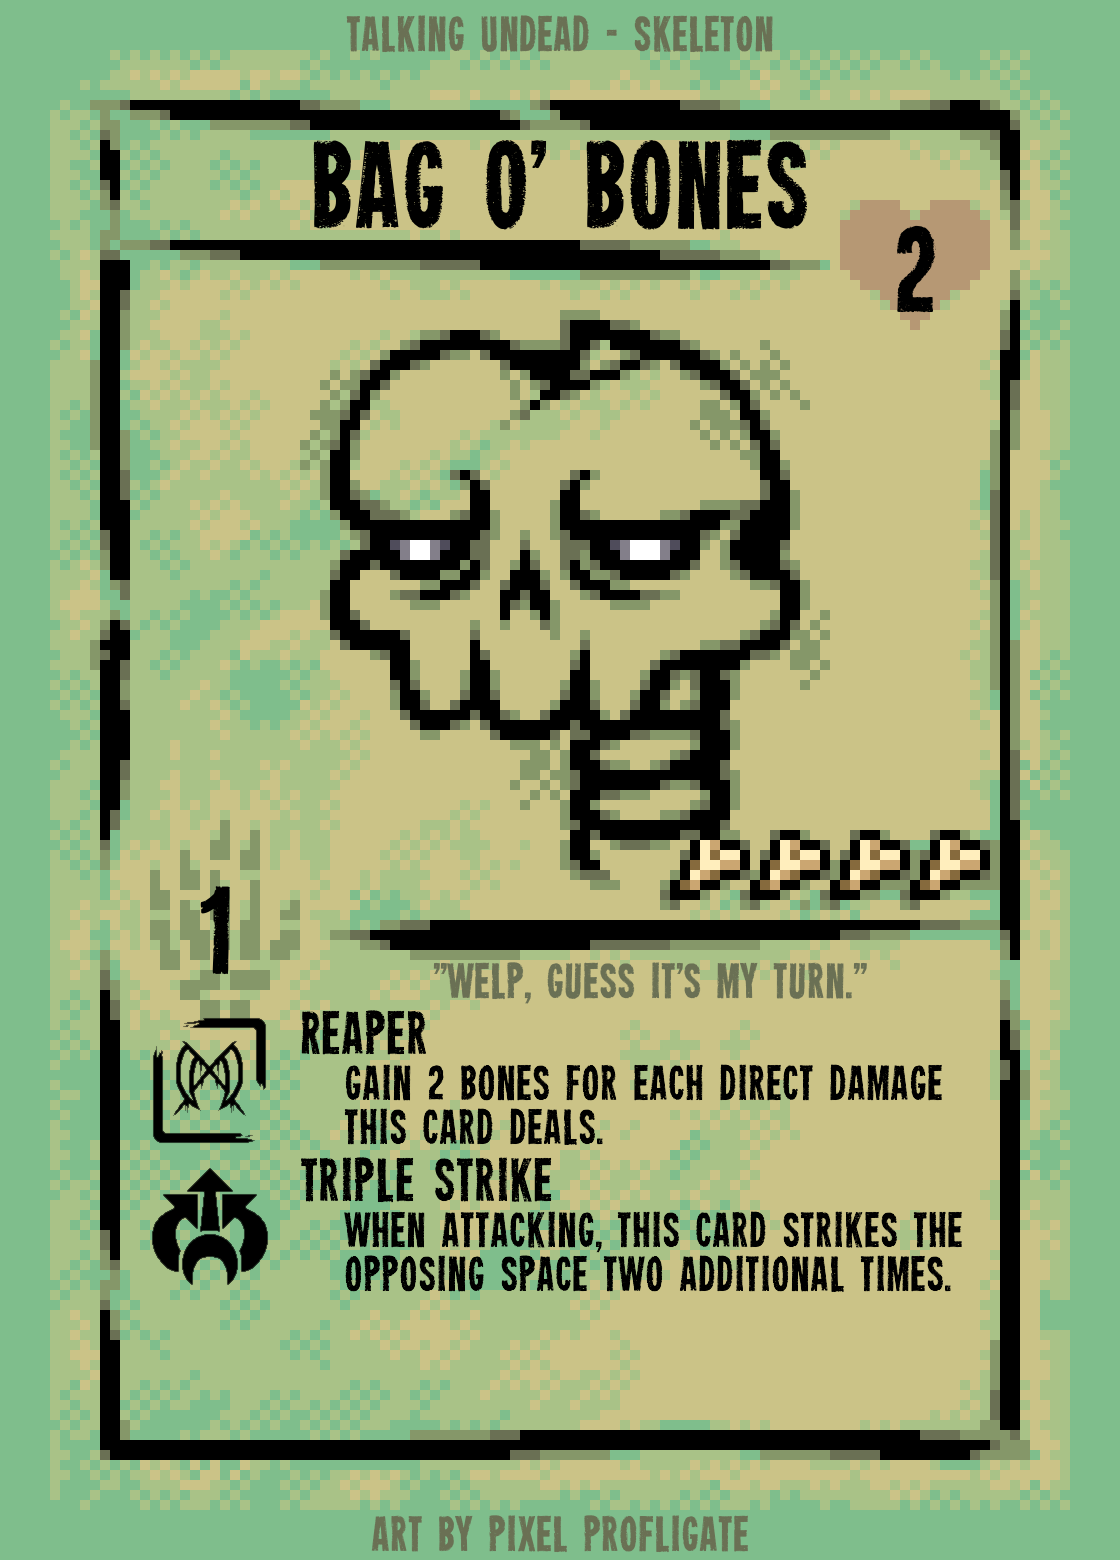 TALKING UNDEAD - SKELETON
BAG O' BONES
2
1
"WELP, GUESS IT'S MY TURN."
REAPER
GAIN 2 BONES FOR EACH DIRECT DAMAGE
THIS CARD DEALS.
TRIPLE STRIKE
WHEN ATTACKING, THIS CARD STRIKES THE
OPPOSING SPACE TWO ADDITIONAL TIMES.
ART BY PIXEL PROFLIGATE